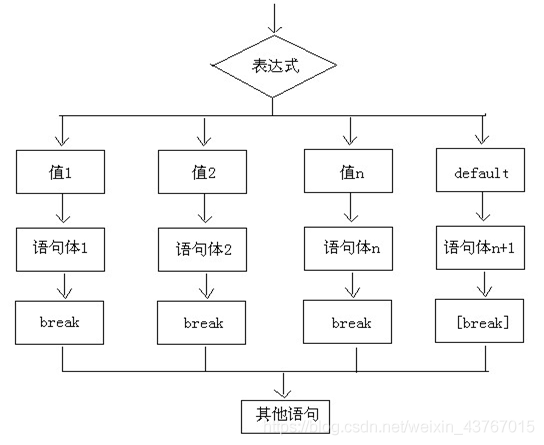 表达式
值1 值2 值n default
语句体1 语句体2 语句体n 语句体n+1
break break break [break]
其他语句
https://blog.csdn.net/weixin_43767015